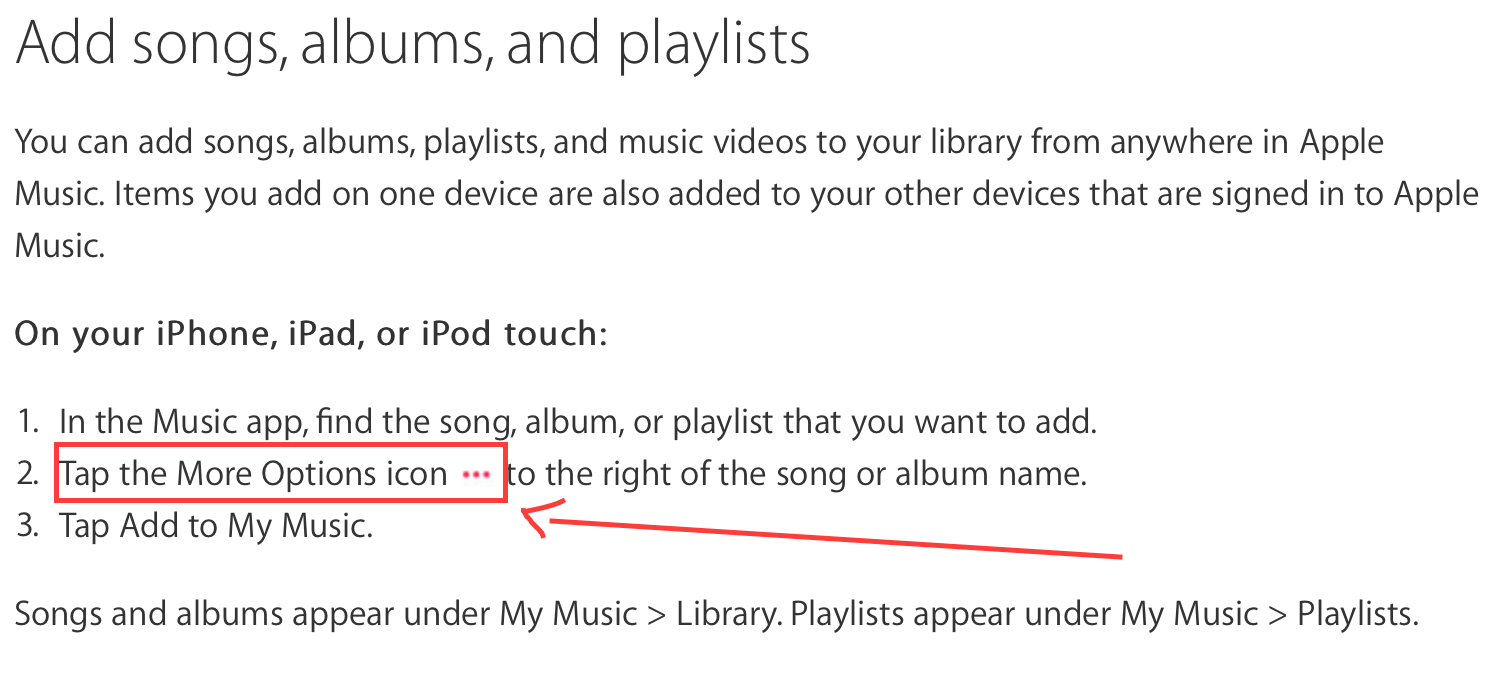 Add songs, albums, and playlists
You can add songs, albums, playlists, and music videos to your library from anywhere in Apple
Music. Items you add on one device are also added to your other devices that are signed in to Apple
Music.
On your iPhone, iPad, or iPod touch:
1. In the Music app, find the song, album, or playlist that you want to add.
2. Tap the More Options icon ••• to the right of the song or album name.
3. Tap Add to My Music.
Songs and albums appear under My Music > Library. Playlists appear under My Music > Playlists.